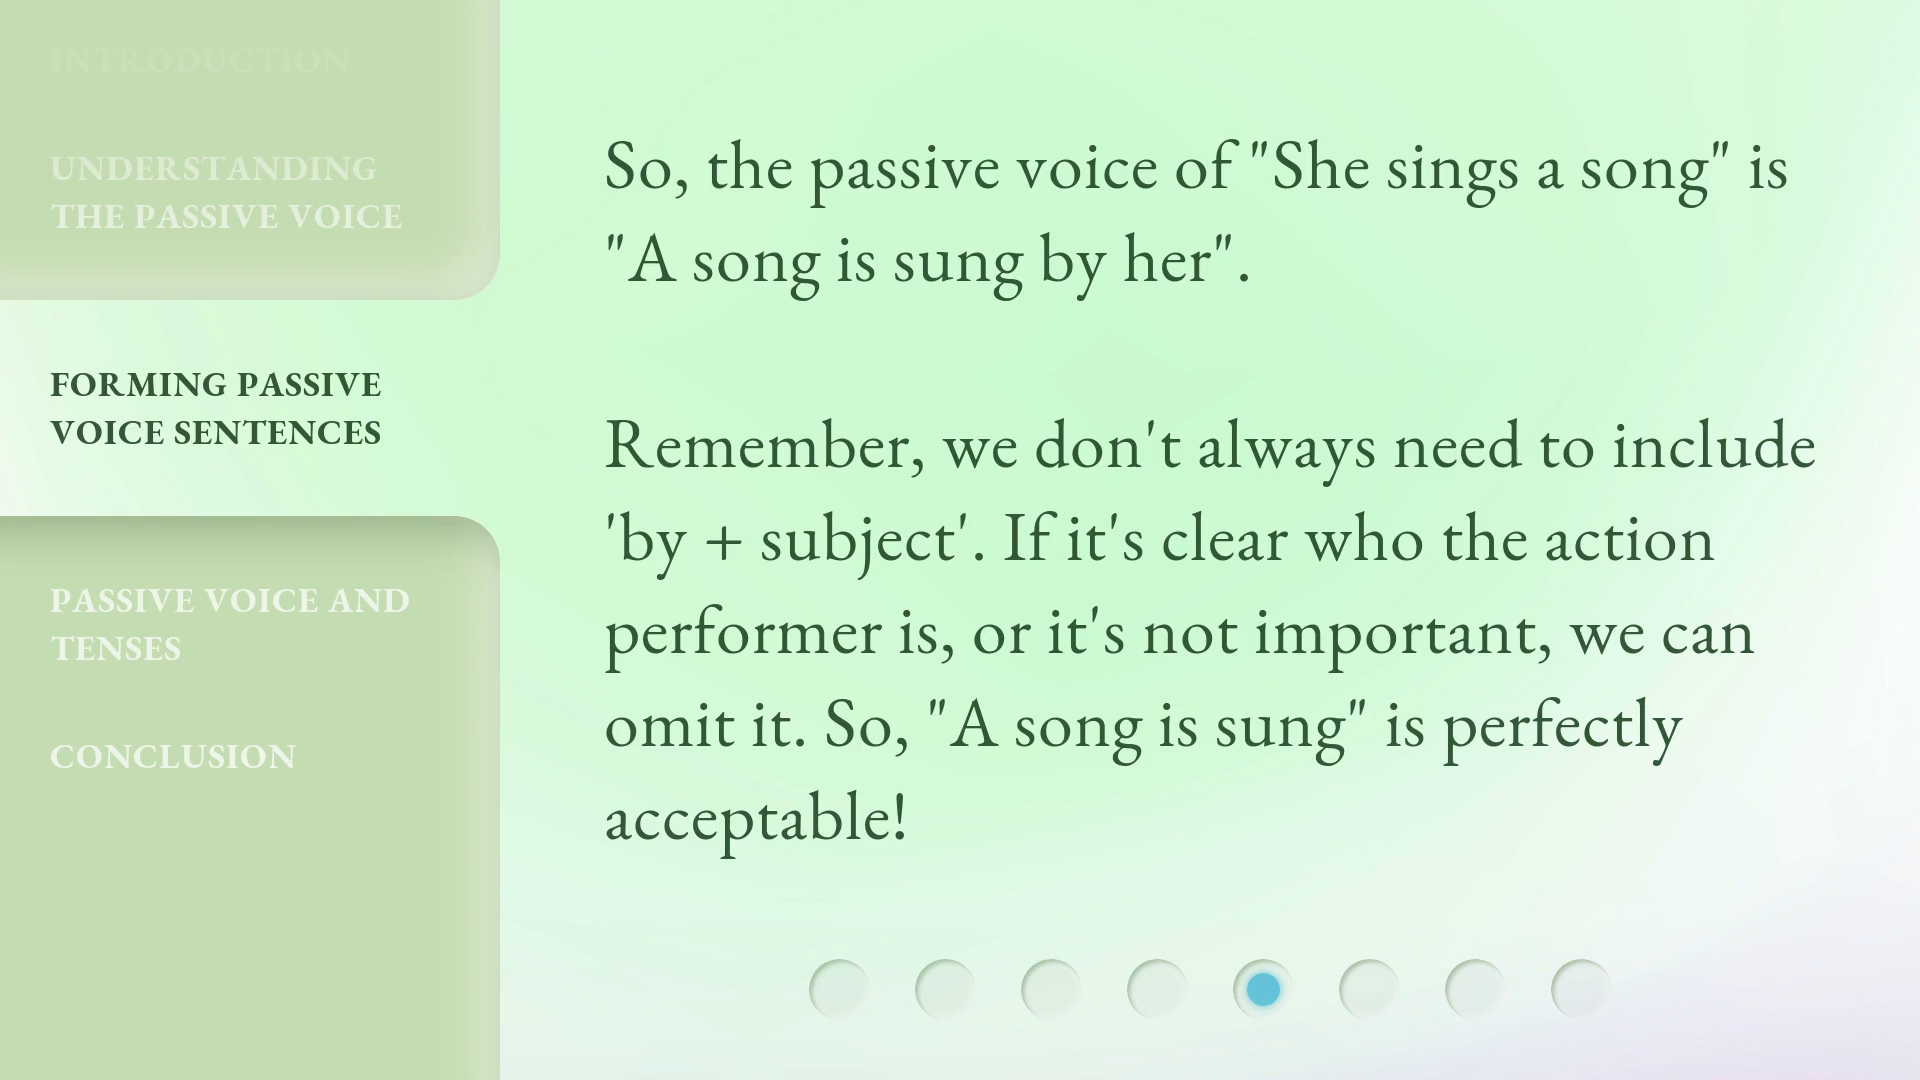 INTRODUCTION
UNDERSTANDING
THE PASSIVE VOICE
FORMING PASSIVE
VOICE SENTENCES
PASSIVE VOICE AND
TENSES
CONCLUSION
So, the passive voice of "She sings a song" is
"A song is sung by her".
Remember, we don't always need to include
'by + subject'. If it's clear who the action
performer is, or it's not important, we can
omit it. So, "A song is sung" is perfectly
acceptable!